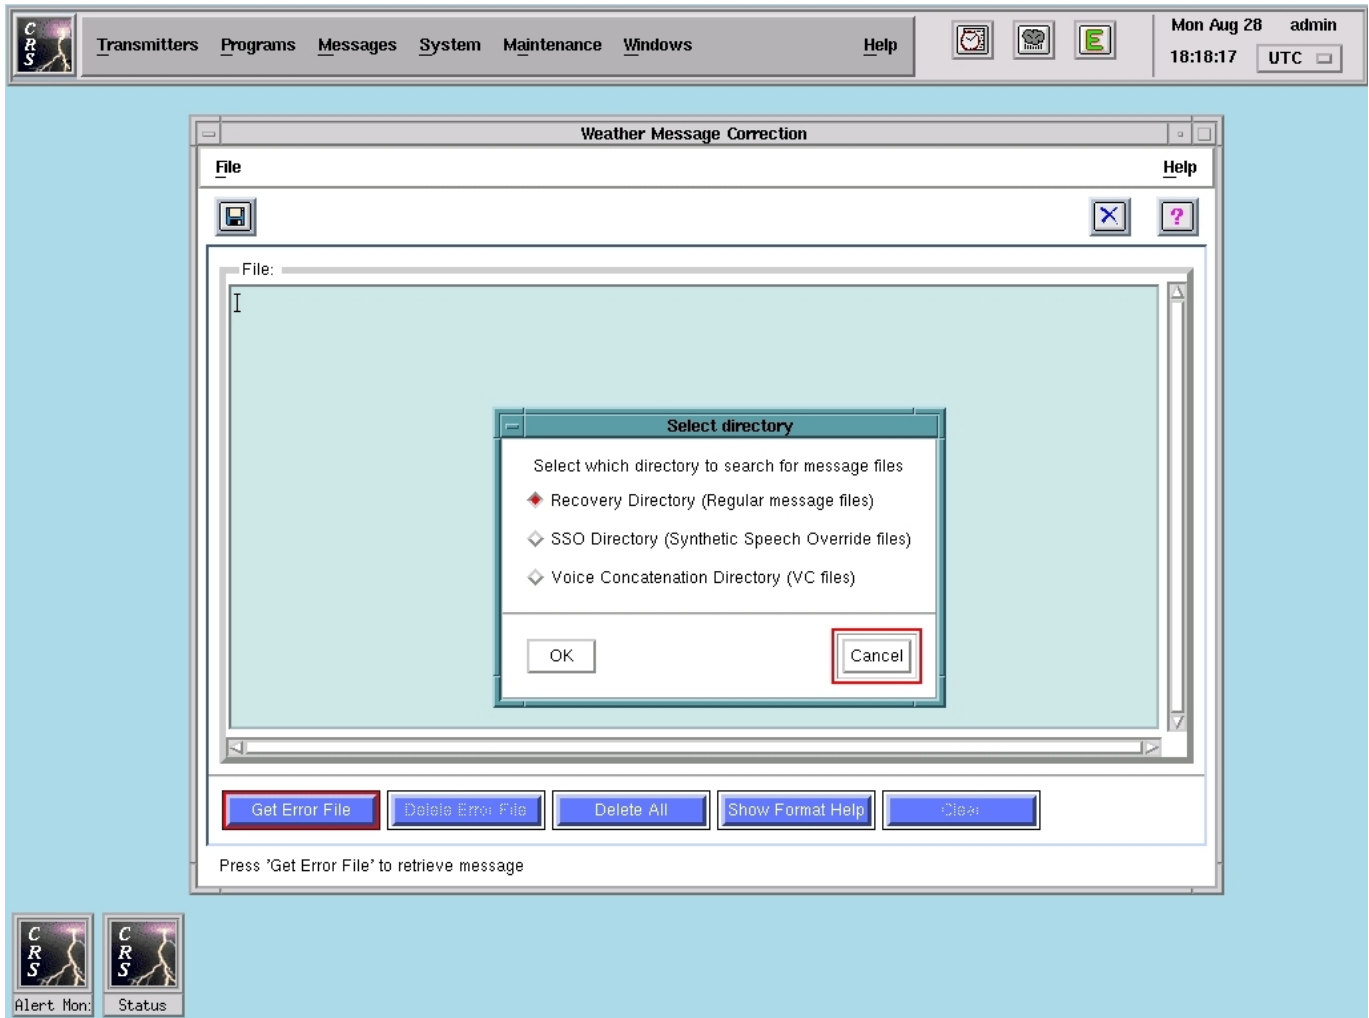 CRS
Transmitters Programs Messages System Maintenance Windows Help
E
Mon Aug 28 admin
18:18:17 UTC
Weather Message Correction
File Help
?
File:
Select directory
Select which directory to search for message files
Recovery Directory (Regular message files)
SSO Directory (Synthetic Speech Override files)
Voice Concatenation Directory (VC files)
OK Cancel
Get Error File Delete Error File Delete All Show Format Help Clear
Press 'Get Error File' to retrieve message
CRS CRS
Alert Mon: Status